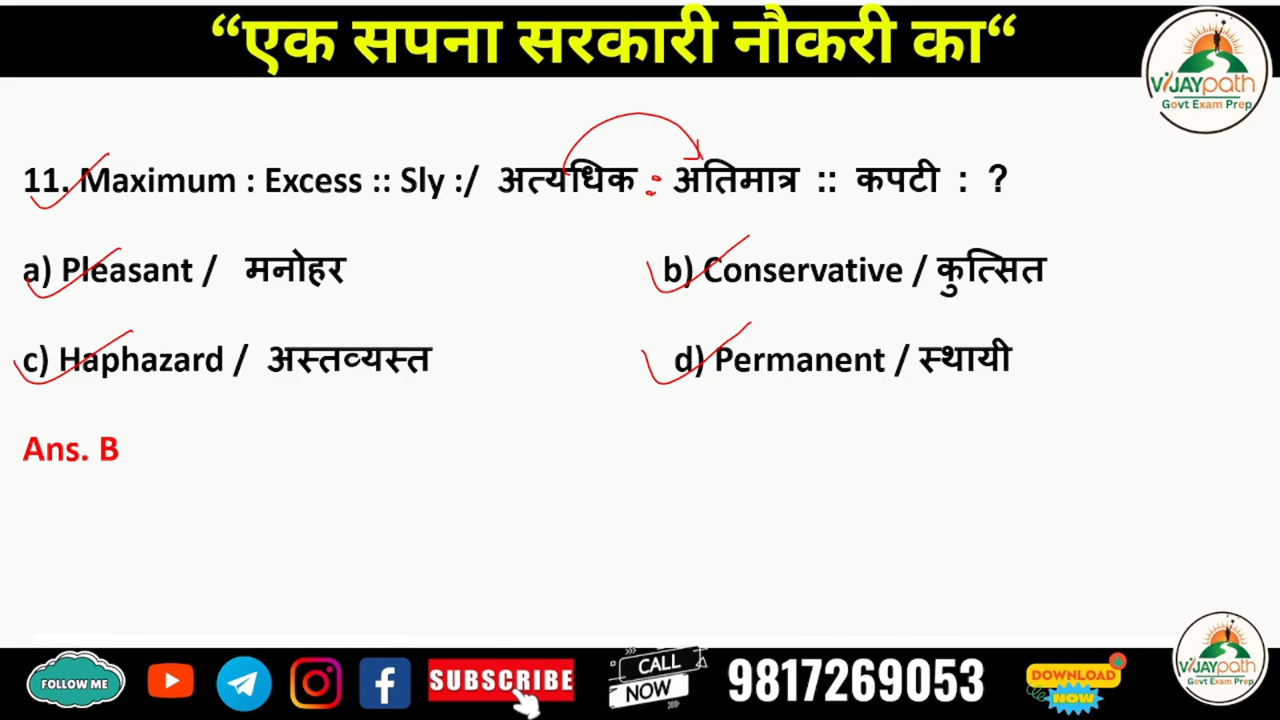 “एक सपना सरकारी नौकरी का“
VIJAYpath
Govt Exam Prep
11. Maximum : Excess :: Sly :/ अत्यधिक : अतिमात्र :: कपटी : ?
a) Pleasant / मनोहर
b) Conservative / कुत्सित
c) Haphazard / अस्तव्यस्त
d) Permanent / स्थायी
Ans. B
FOLLOW ME
SUBSCRIBE
CALL
NOW
9817269053
DOWNLOAD
NOW
VIJAYpath
Govt Exam Prep